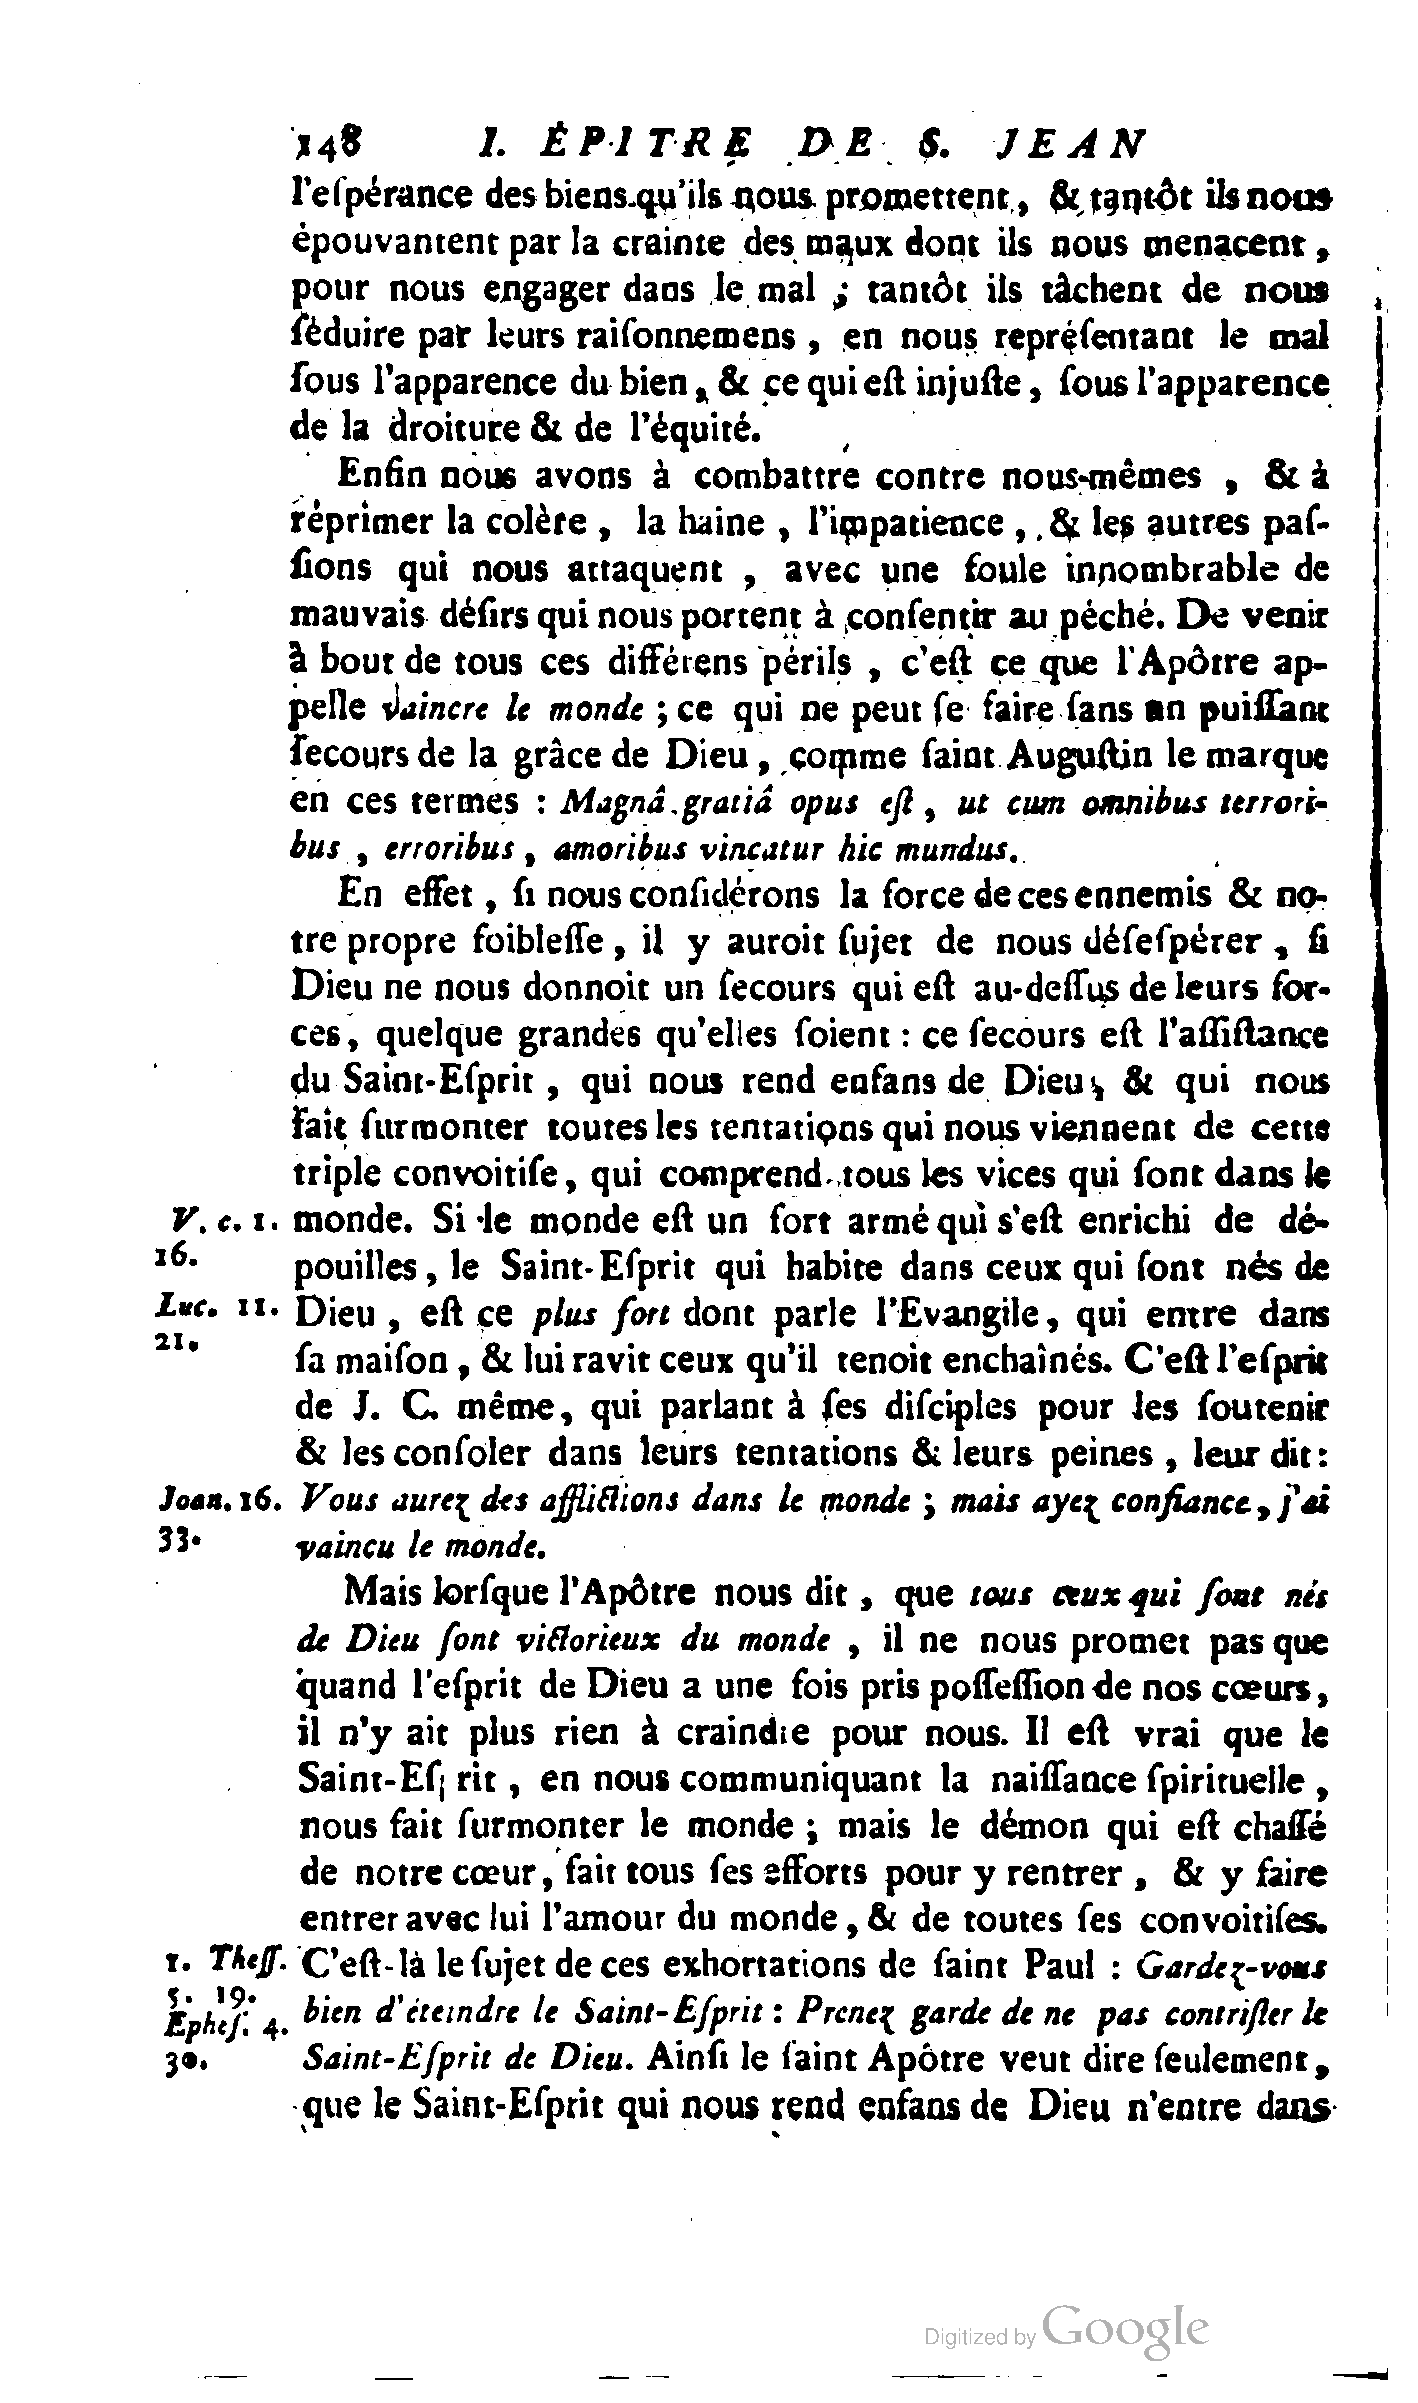 148 I. ÉPITRE DE S. JEAN
l'eſpérance des biens qu'ils nous promettent, & tantôt ils nous
épouvantent par la crainte des maux dont ils nous menacent,
pour nous engager dans le mal ; tantôt ils tâchent de nous
ſéduire par leurs raiſonnemens, en nous repréſentant le mal
ſous l'apparence du bien, & ce qui eſt injuſte, ſous l'apparence
de la droiture & de l'équité.
Enfin nous avons à combattre contre nous-mêmes, & à
réprimer la colère, la haine, l'impatience, & les autres paſ-
ſions qui nous attaquent, avec une foule innombrable de
mauvais déſirs qui nous portent à conſentir au péché. De venir
à bout de tous ces différens périls, c'eſt ce que l'Apôtre ap-
pelle vaincre le monde ; ce qui ne peut ſe faire ſans un puiſſant
ſecours de la grâce de Dieu, comme ſaint Auguſtin le marque
en ces termes : Magnâ gratiâ opus eſt, ut cum omnibus terrori-
bus, erroribus, amoribus vincatur hic mundus.
En effet, ſi nous conſidérons la force de ces ennemis & no-
tre propre foibleſſe, il y auroit ſujet de nous déſeſpérer, ſi
Dieu ne nous donnoit un ſecours qui eſt au-deſſus de leurs for-
ces, quelque grandes qu'elles ſoient : ce ſecours eſt l'aſſiſtance
du Saint-Eſprit, qui nous rend enfans de Dieu, & qui nous
fait ſurmonter toutes les tentations qui nous viennent de cette
triple convoitiſe, qui comprend tous les vices qui ſont dans le
V. c. 1. monde. Si le monde eſt un fort armé qui s'eſt enrichi de dé-
16. pouilles, le Saint-Eſprit qui habite dans ceux qui ſont nés de
Luc. 11. Dieu, eſt ce plus fort dont parle l'Evangile, qui entre dans
21. ſa maiſon, & lui ravit ceux qu'il tenoit enchaînés. C'eſt l'eſprit
de J. C. même, qui parlant à ſes diſciples pour les ſoutenir
& les conſoler dans leurs tentations & leurs peines, leur dit:
Joan. 16. Vous aurez des afflictions dans le monde ; mais ayez confiance, j'ai
33. vaincu le monde.
Mais lorſque l'Apôtre nous dit, que tous ceux qui ſont nés
de Dieu ſont victorieux du monde, il ne nous promet pas que
quand l'eſprit de Dieu a une fois pris poſſeſſion de nos cœurs,
il n'y ait plus rien à craindre pour nous. Il eſt vrai que le
Saint-Eſprit, en nous communiquant la naiſſance ſpirituelle,
nous fait ſurmonter le monde ; mais le démon qui eſt chaſſé
de notre cœur, fait tous ſes efforts pour y rentrer, & y faire
entrer avec lui l'amour du monde, & de toutes ſes convoitiſes.
1. Theſſ. C'eſt-là le ſujet de ces exhortations de ſaint Paul : Gardez-vous
5. 19.
Epheſ. 4. bien d'éteindre le Saint-Eſprit : Prenez garde de ne pas contriſter le
30. Saint-Eſprit de Dieu. Ainſi le ſaint Apôtre veut dire ſeulement,
que le Saint-Eſprit qui nous rend enfans de Dieu n'entre dans
Digitized by Google